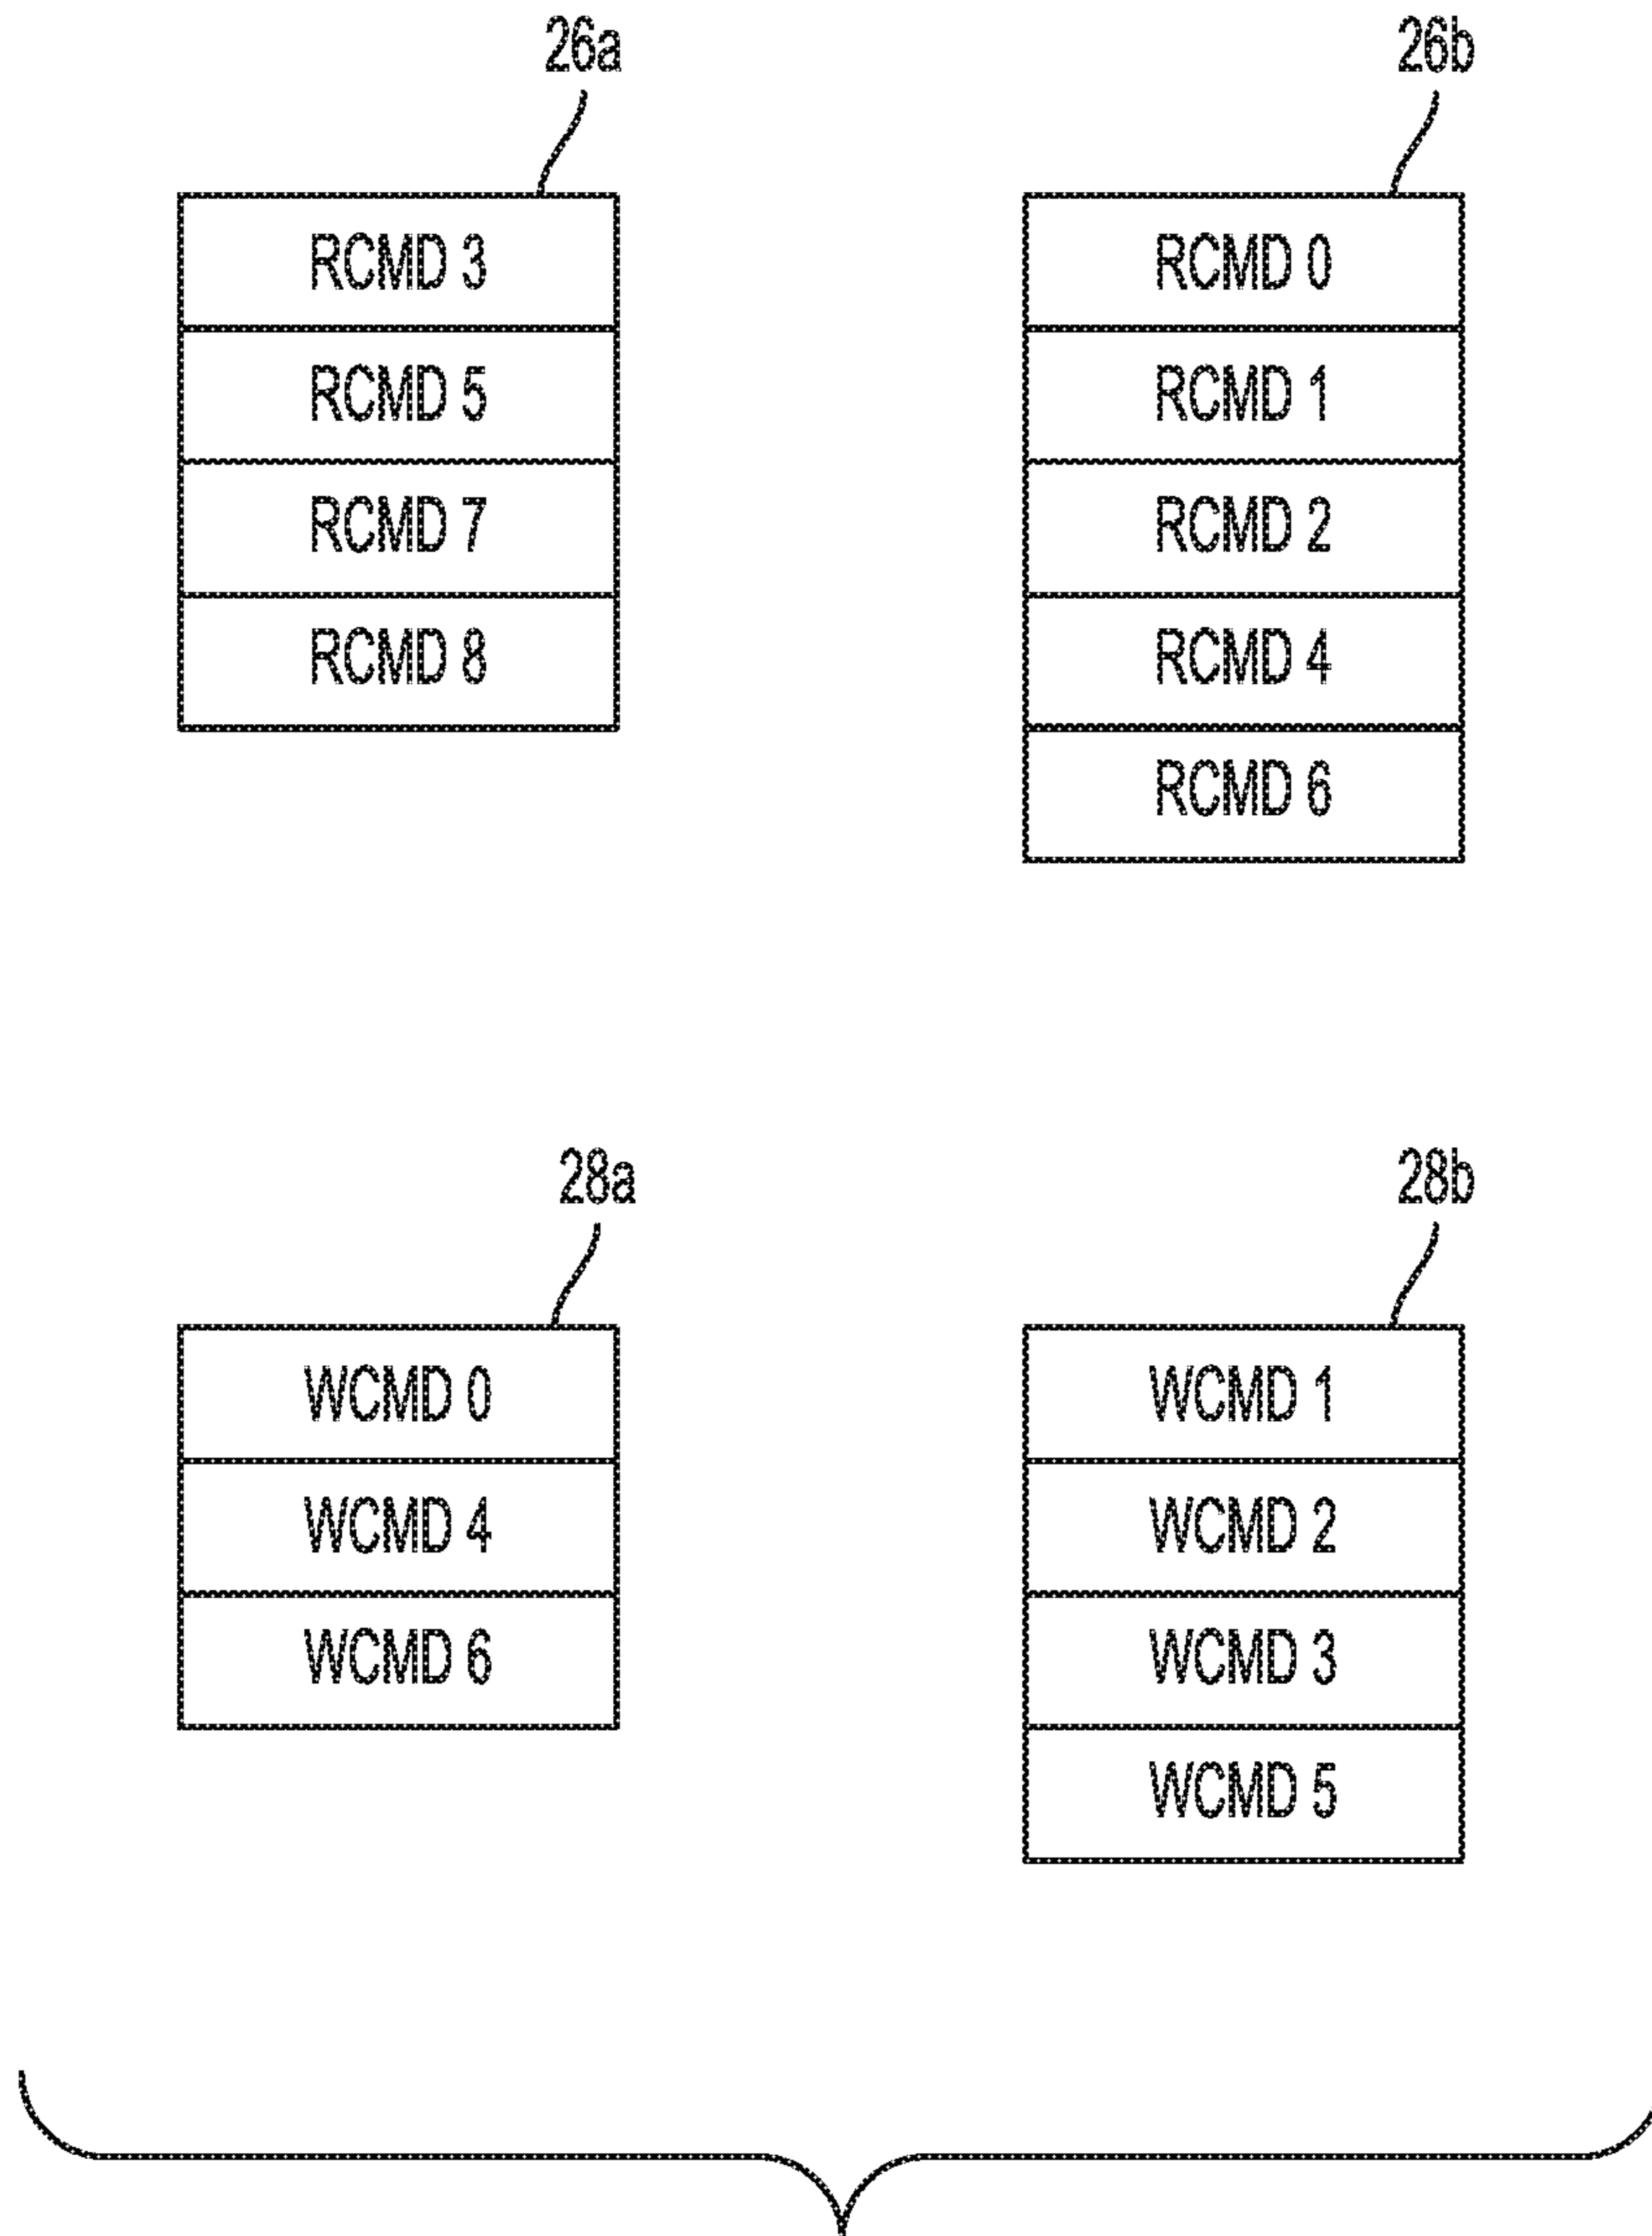 26a
RCMD 3
RCMD 5
RCMD 7
RCMD 8
26b
RCMD 0
RCMD 1
RCMD 2
RCMD 4
RCMD 6
28a
WCMD 0
WCMD 4
WCMD 6
28b
WCMD 1
WCMD 2
WCMD 3
WCMD 5